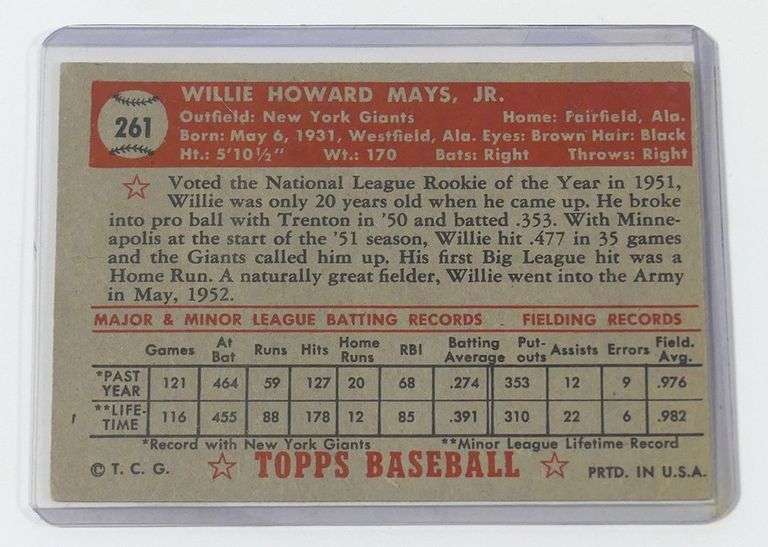 261
WILLIE HOWARD MAYS, JR.
Outfield: New York Giants Home: Fairfield, Ala.
Born: May 6, 1931, Westfield, Ala. Eyes: Brown Hair: Black
Ht.: 5'10½" Wt.: 170 Bats: Right Throws: Right
Voted the National League Rookie of the Year in 1951,
Willie was only 20 years old when he came up. He broke
into pro ball with Trenton in '50 and batted .353. With Minne-
apolis at the start of the '51 season, Willie hit .477 in 35 games
and the Giants called him up. His first Big League hit was a
Home Run. A naturally great fielder, Willie went into the Army
in May, 1952.
MAJOR & MINOR LEAGUE BATTING RECORDS FIELDING RECORDS
Games At Bat Runs Hits Home Runs RBI Batting Average Put-outs Assists Errors Field. Avg.
*PAST YEAR 121 464 59 127 20 68 .274 353 12 9 .976
**LIFE-TIME 116 455 88 178 12 85 .391 310 22 6 .982
*Record with New York Giants **Minor League Lifetime Record
© T. C. G. TOPPS BASEBALL PRTD. IN U.S.A.